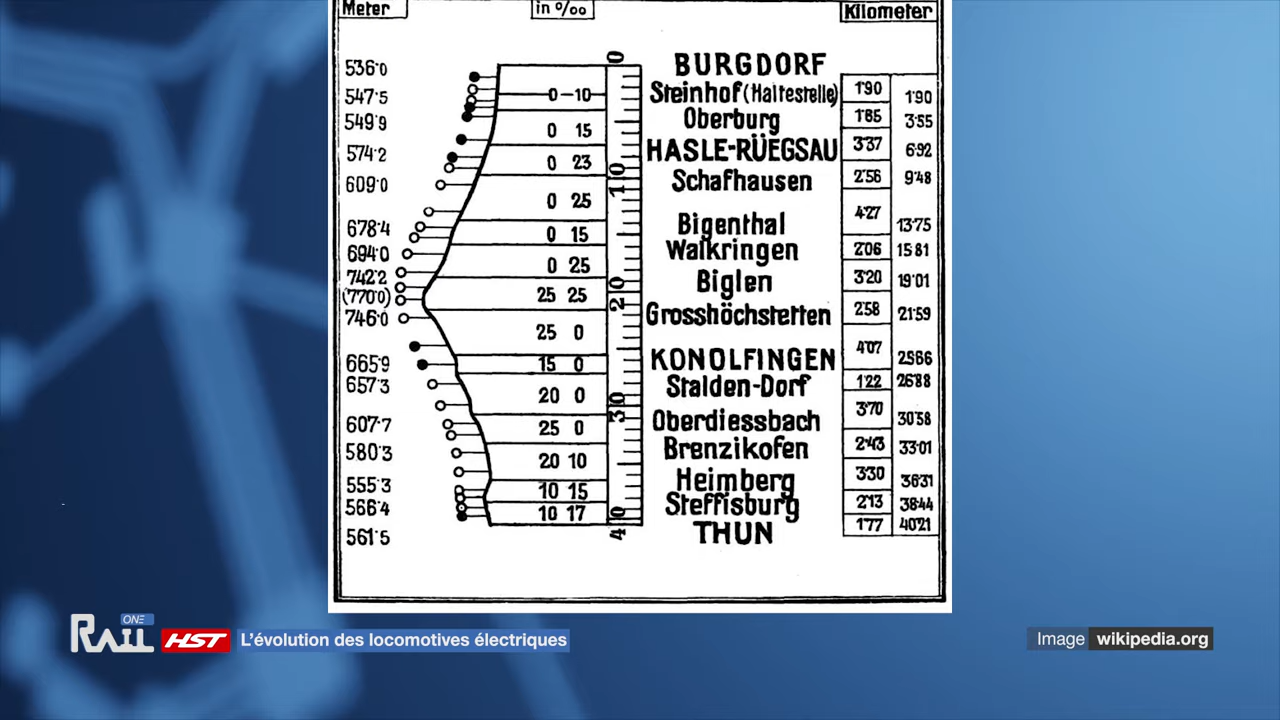 Meter in ‰ Kilometer
0
536·0 BURGDORF
547·5 0-10 Steinhof (Haltestelle) 1·90 1·90
549·9 0 15 Oberburg 1·65 3·55
574·2 0 23 HASLE-RÜEGSAU 3·37 6·92
609·0 0 25 10 Schafhausen 2·56 9·48
678·4 0 15 Bigenthal 4·27 13·75
694·0 0 25 Walkringen 2·06 15·81
742·2 25 25 20 Biglen 3·20 19·01
(770·0)
746·0 25 0 Grosshöchstetten 2·58 21·59
665·9 15 0 KONOLFINGEN 4·07 25·66
657·3 20 0 30 Stalden-Dorf 1·22 26·88
607·7 25 0 Oberdiessbach 3·70 30·58
580·3 20 10 Brenzikofen 2·43 33·01
555·3 10 15 Heimberg 3·30 36·31
566·4 10 17 Steffisburg 2·13 38·44
561·5 40 THUN 1·77 40·21
RAIL ONE HST L'évolution des locomotives électriques
Image wikipedia.org